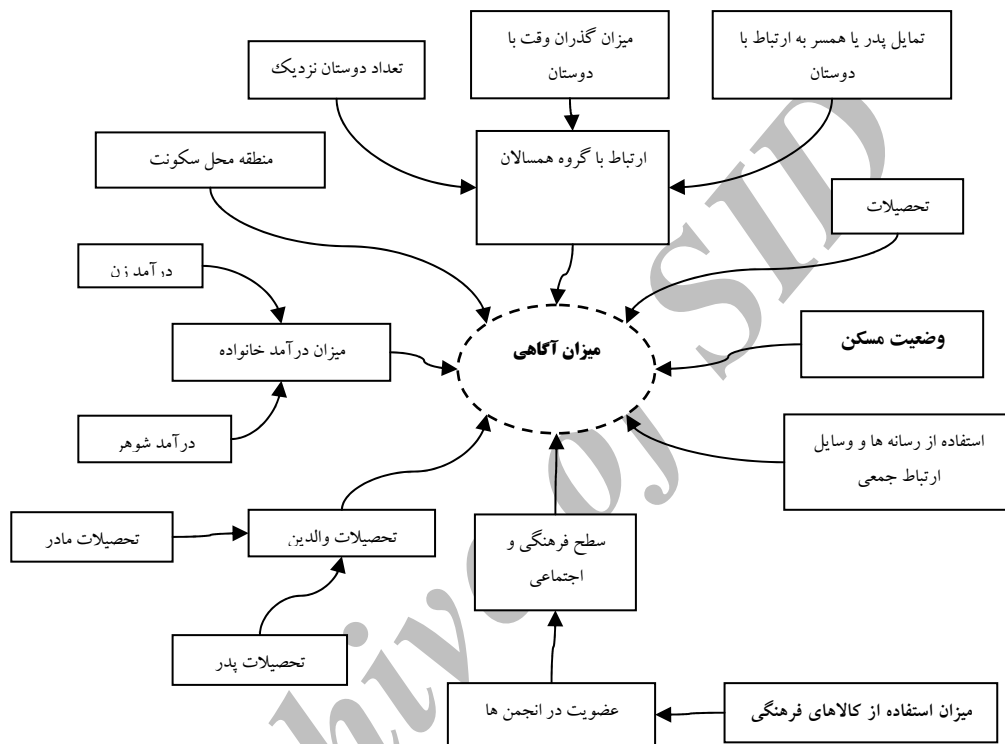 تمایل پدر یا همسر به ارتباط با
دوستان
میزان گذران وقت با
دوستان
تعداد دوستان نزدیک
ارتباط با گروه همسالان
منطقه محل سکونت
تحصیلات
درآمد زن
میزان درآمد خانواده
میزان آگاهی
وضعیت مسکن
درآمد شوهر
استفاده از رسانه ها و وسایل
ارتباط جمعی
تحصیلات مادر
تحصیلات والدین
سطح فرهنگی و
اجتماعی
تحصیلات پدر
عضویت در انجمن ها
میزان استفاده از کالاهای فرهنگی
hive of SID